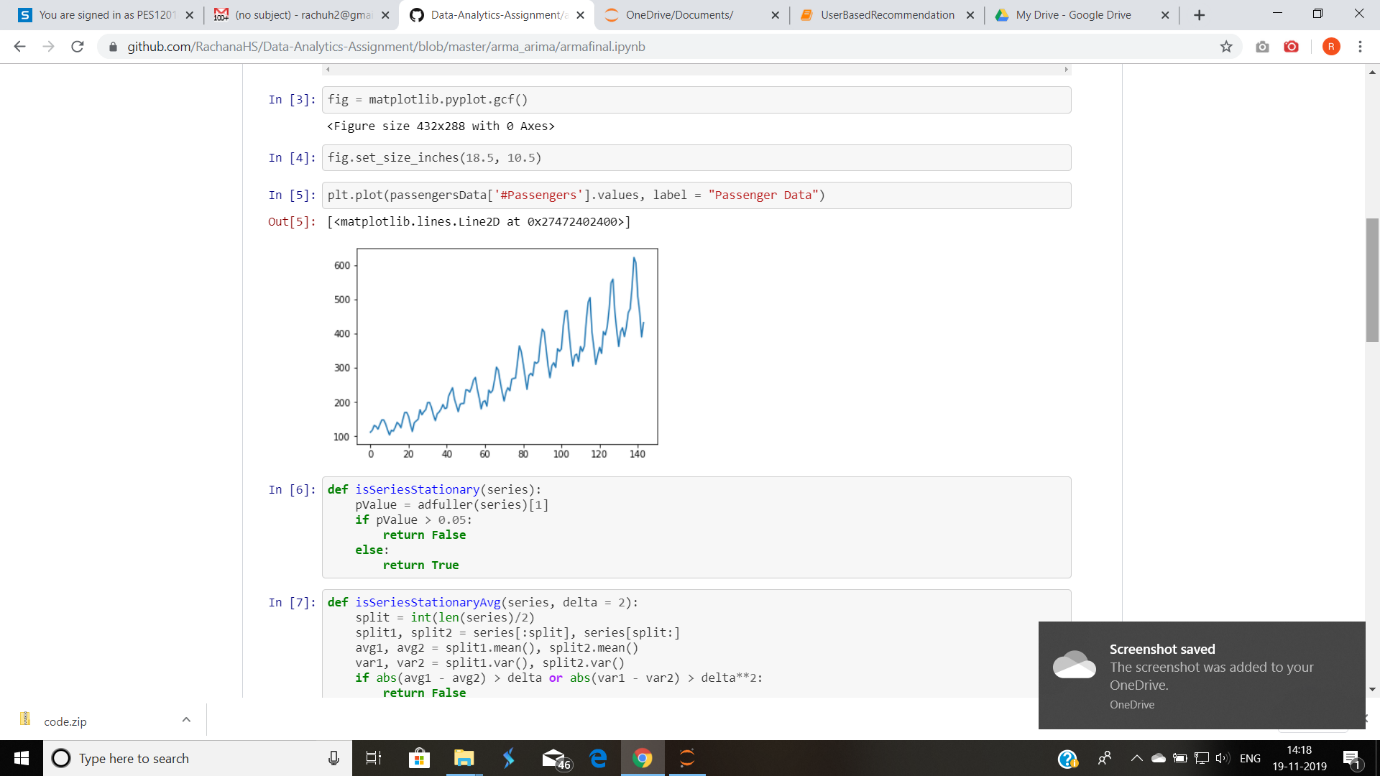 You are signed in as PES1201
(no subject) - rachuh2@gma
Data-Analytics-Assignment/a
OneDrive/Documents/
UserBasedRecommendation
My Drive - Google Drive
github.com/RachanaHS/Data-Analytics-Assignment/blob/master/arma_arima/armafinal.ipynb
R
In [3]: fig = matplotlib.pyplot.gcf()
<Figure size 432x288 with 0 Axes>
In [4]: fig.set_size_inches(18.5, 10.5)
In [5]: plt.plot(passengersData['#Passengers'].values, label = "Passenger Data")
Out[5]: [<matplotlib.lines.Line2D at 0x27472402400>]
600
500
400
300
200
100
0 20 40 60 80 100 120 140
In [6]: def isSeriesStationary(series):
pValue = adfuller(series)[1]
if pValue > 0.05:
return False
else:
return True
In [7]: def isSeriesStationaryAvg(series, delta = 2):
split = int(len(series)/2)
split1, split2 = series[:split], series[split:]
avg1, avg2 = split1.mean(), split2.mean()
var1, var2 = split1.var(), split2.var()
if abs(avg1 - avg2) > delta or abs(var1 - var2) > delta**2:
return False
Screenshot saved
The screenshot was added to your
OneDrive.
OneDrive
code.zip
Type here to search
46
ENG
14:18
19-11-2019
1